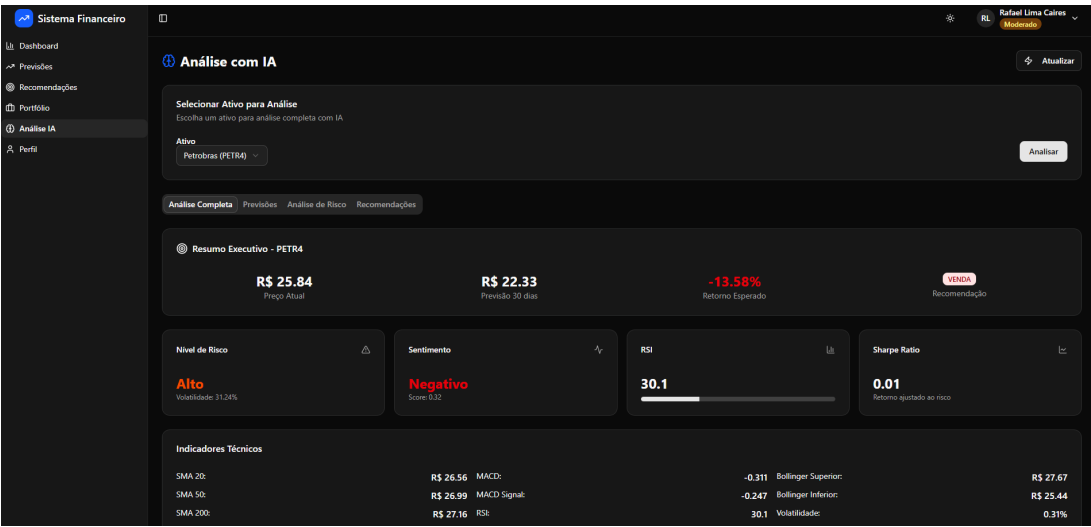 Sistema Financeiro
RL
Rafael Lima Caires
Moderado
Dashboard
Previsões
Recomendações
Portfólio
Análise IA
Perfil
Análise com IA
Atualizar
Selecionar Ativo para Análise
Escolha um ativo para análise completa com IA
Ativo
Petrobras (PETR4)
Analisar
Análise Completa Previsões Análise de Risco Recomendações
Resumo Executivo - PETR4
R$ 25.84 R$ 22.33 -13.58% VENDA
Preço Atual Previsão 30 dias Retorno Esperado Recomendação
Nível de Risco
Alto
Volatilidade: 31.24%
Sentimento
Negativo
Score: 0.32
RSI
30.1
Sharpe Ratio
0.01
Retorno ajustado ao risco
Indicadores Técnicos
SMA 20: R$ 26.56 MACD: -0.311 Bollinger Superior: R$ 27.67
SMA 50: R$ 26.99 MACD Signal: -0.247 Bollinger Inferior: R$ 25.44
SMA 200: R$ 27.16 RSI: 30.1 Volatilidade: 0.31%